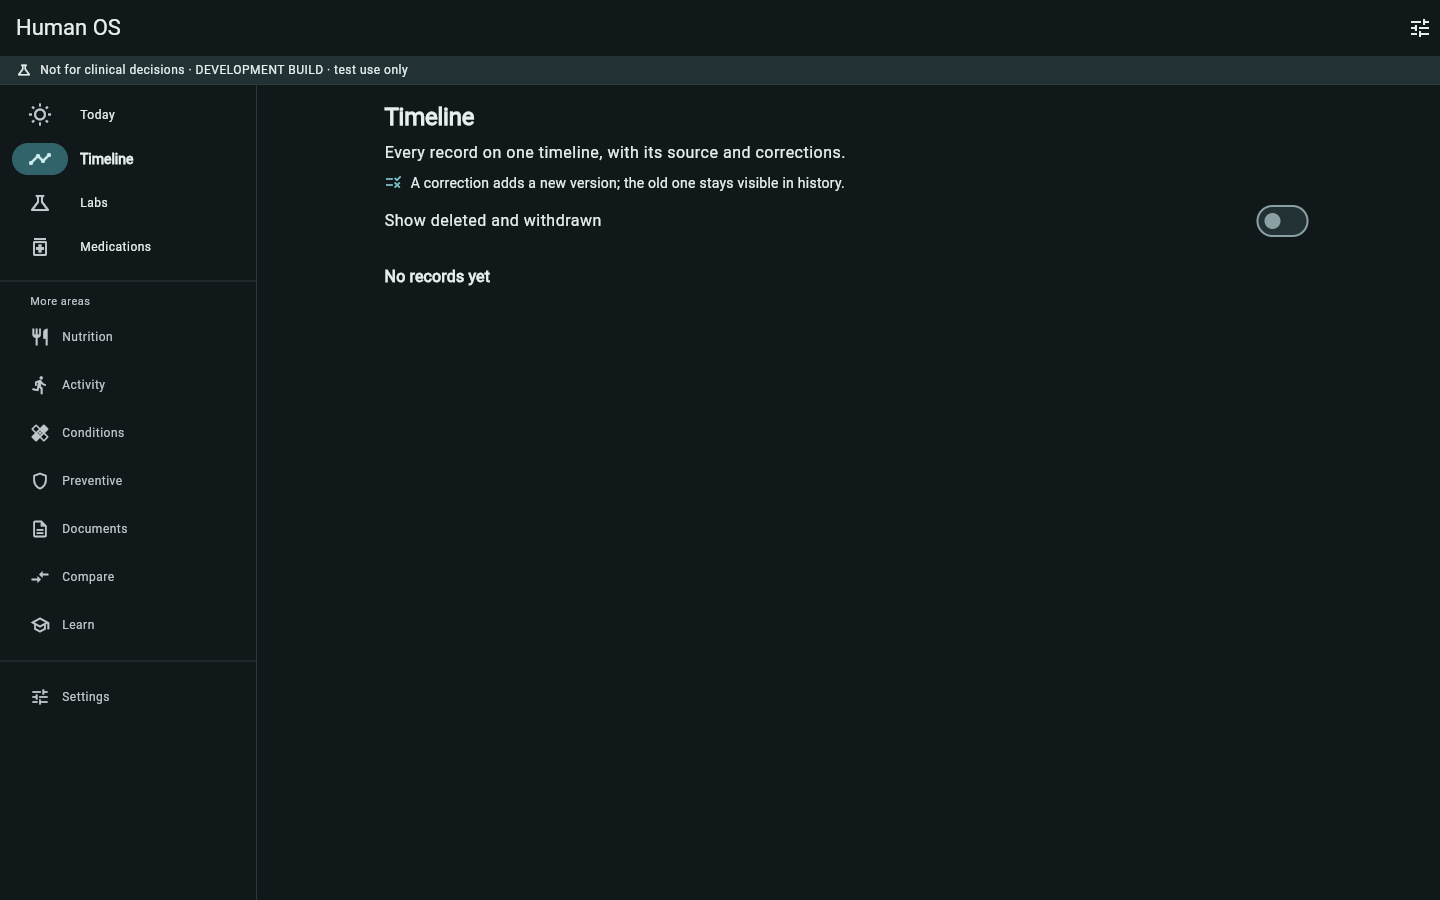 Human OS
Not for clinical decisions · DEVELOPMENT BUILD · test use only
Today
Timeline
Labs
Medications
More areas
Nutrition
Activity
Conditions
Preventive
Documents
Compare
Learn
Settings
Timeline
Every record on one timeline, with its source and corrections.
A correction adds a new version; the old one stays visible in history.
Show deleted and withdrawn
No records yet